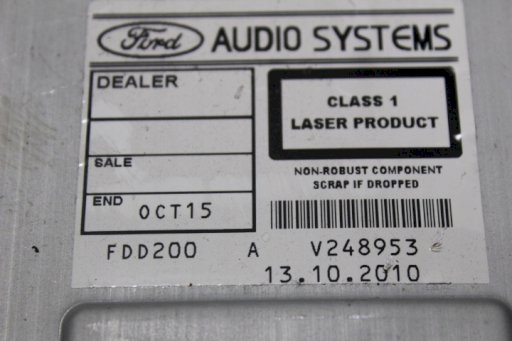 Ford AUDIO SYSTEMS
DEALER
SALE
END OCT15
CLASS 1
LASER PRODUCT
NON-ROBUST COMPONENT
SCRAP IF DROPPED
FDD200 A V248953
13.10.2010